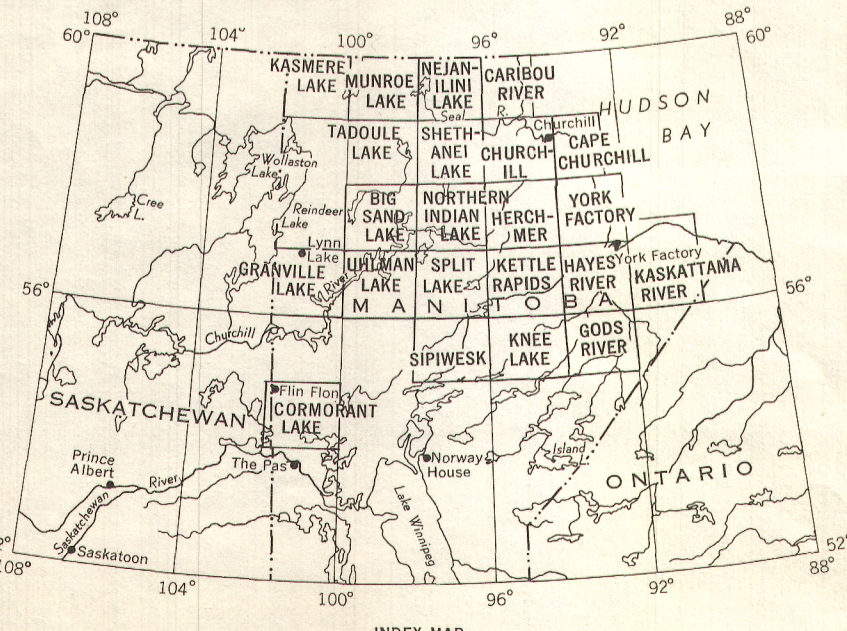 108°
104°
100°
96°
92°
88°
60°
60°
KASMERE
LAKE
MUNROE
LAKE
NEJAN-
ILINI
LAKE
CARIBOU
RIVER
Seal
R.
HUDSON
BAY
TADOULE
LAKE
SHETH-
ANEI
LAKE
CHURCH-
ILL
Churchill
CAPE
CHURCHILL
Wollaston
Lake
Cree
L.
Reindeer
Lake
BIG
SAND
LAKE
NORTHERN
INDIAN
LAKE
HERCH-
MER
YORK
FACTORY
Lynn
Lake
GRANVILLE
LAKE
River
UHLMAN
LAKE
SPLIT
LAKE
KETTLE
RAPIDS
HAYES
RIVER
York Factory
KASKATTAMA
RIVER
56°
56°
MANITOBA
Churchill
SIPIWESK
KNEE
LAKE
GODS
RIVER
Flin Flon
CORMORANT
LAKE
SASKATCHEWAN
Prince
Albert
River
Saskatchewan
Saskatoon
The Pas
Norway
House
Island
Lake Winnipeg
ONTARIO
52°
108°
104°
100°
96°
92°
88°
INDEX MAP